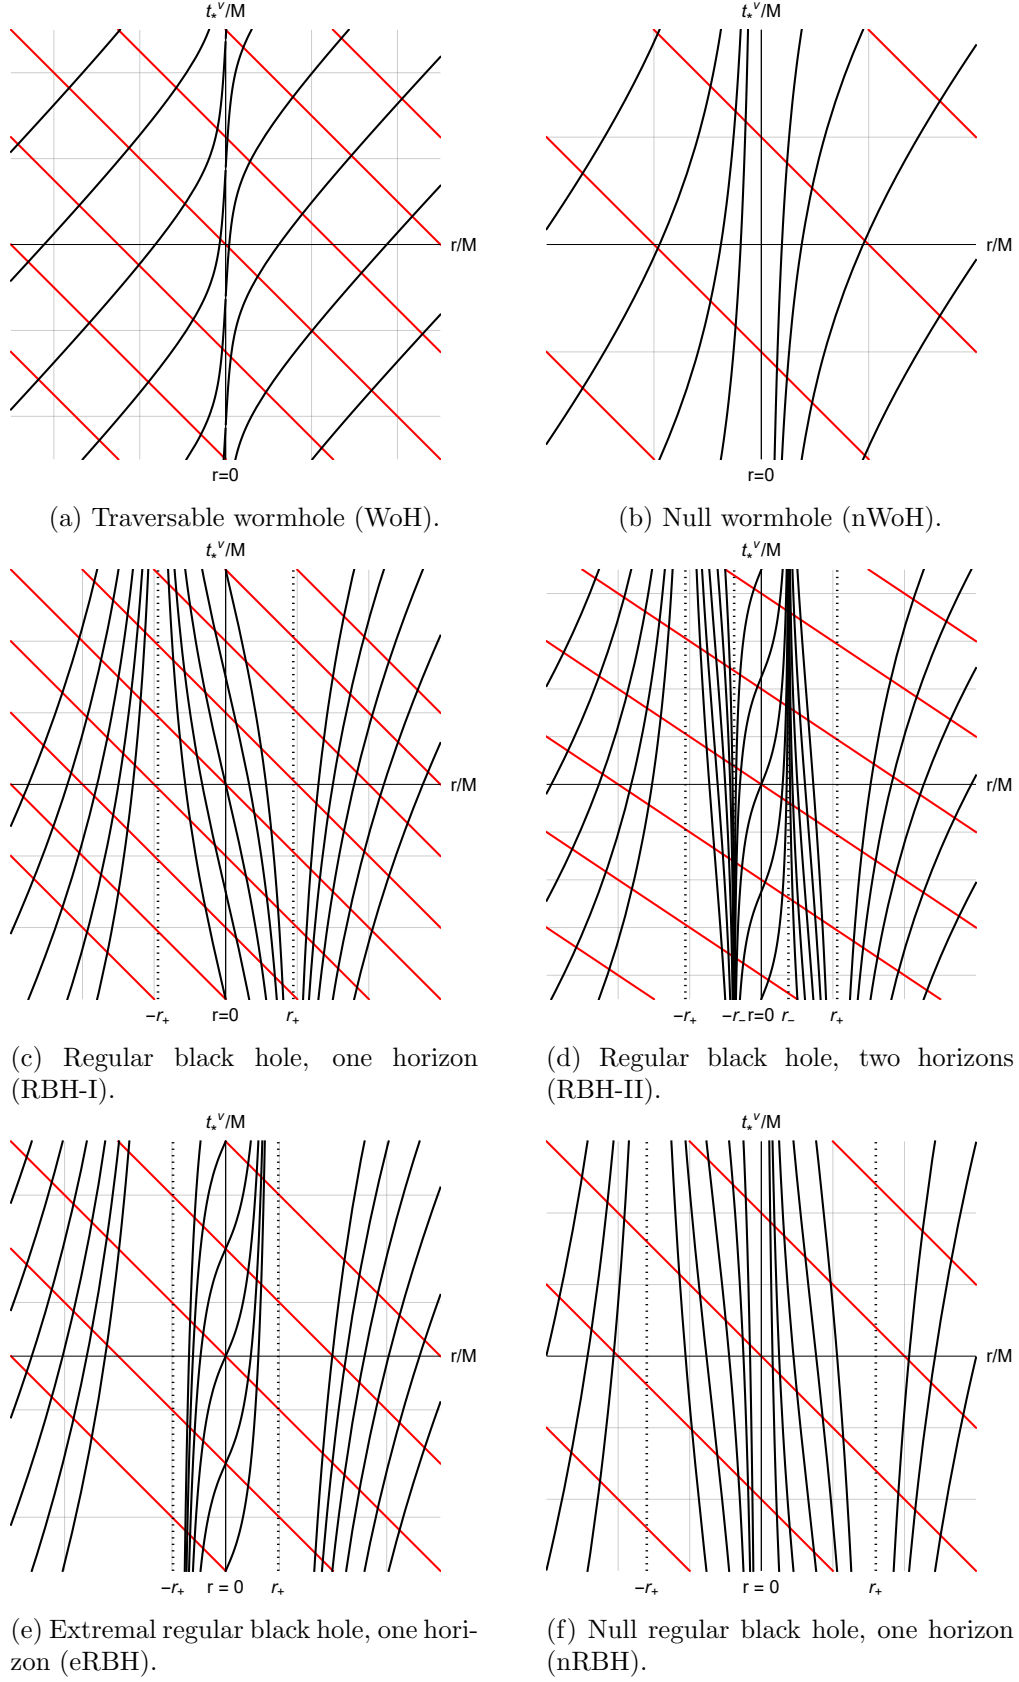 t*ᵛ/M
t*ᵛ/M
r/M
r/M
r=0
r=0
(a) Traversable wormhole (WoH).
(b) Null wormhole (nWoH).
t*ᵛ/M
t*ᵛ/M
r/M
r/M
−r₊ r=0 r₊
−r₊ −r₋ r=0 r₋ r₊
(c) Regular black hole, one horizon
(RBH-I).
(d) Regular black hole, two horizons
(RBH-II).
t*ᵛ/M
t*ᵛ/M
r/M
r/M
−r₊ r = 0 r₊
−r₊ r = 0 r₊
(e) Extremal regular black hole, one hori-
zon (eRBH).
(f) Null regular black hole, one horizon
(nRBH).